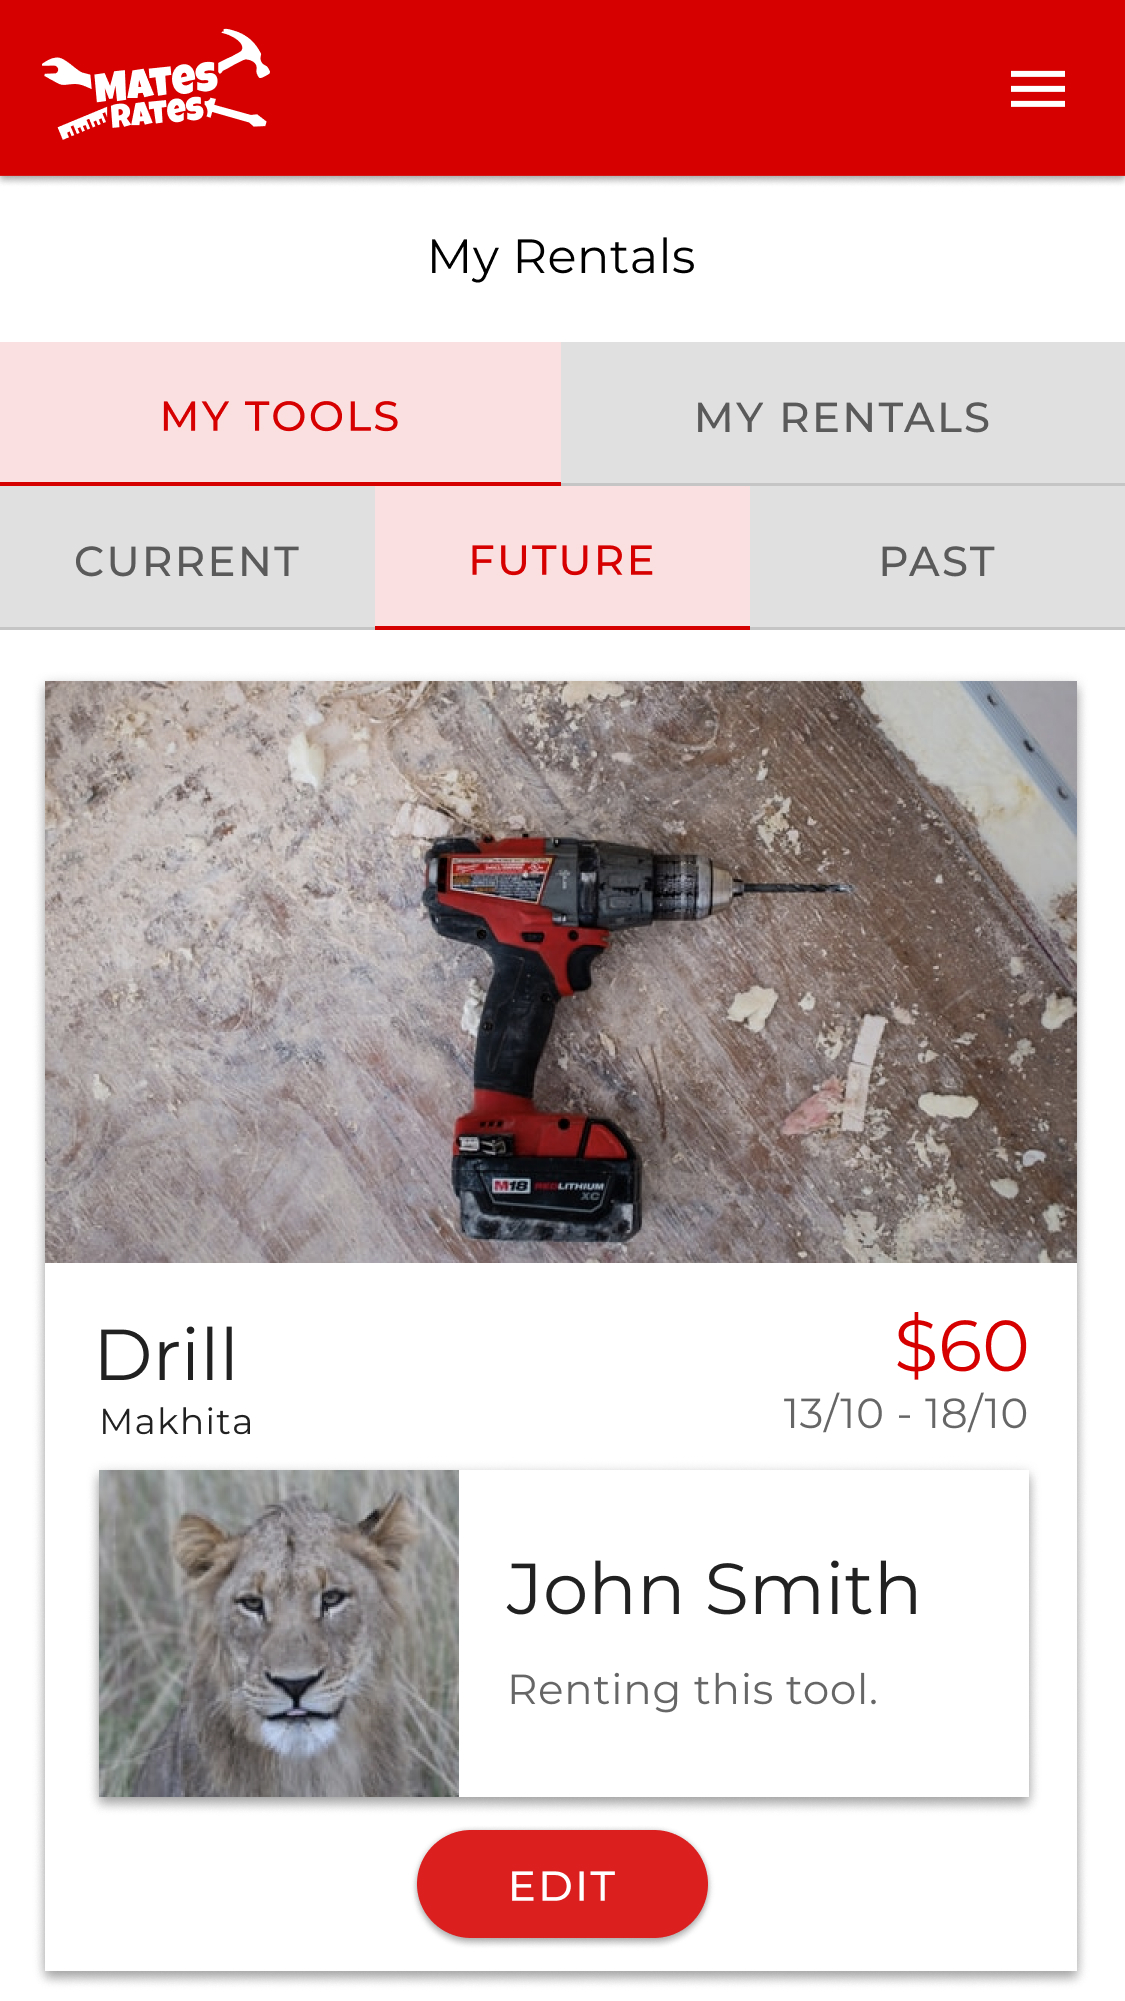 MATES
RATES
My Rentals
MY TOOLS
MY RENTALS
CURRENT
FUTURE
PAST
M18 REDLITHIUM
XC
Drill
$60
Makhita
13/10 - 18/10
John Smith
Renting this tool.
EDIT